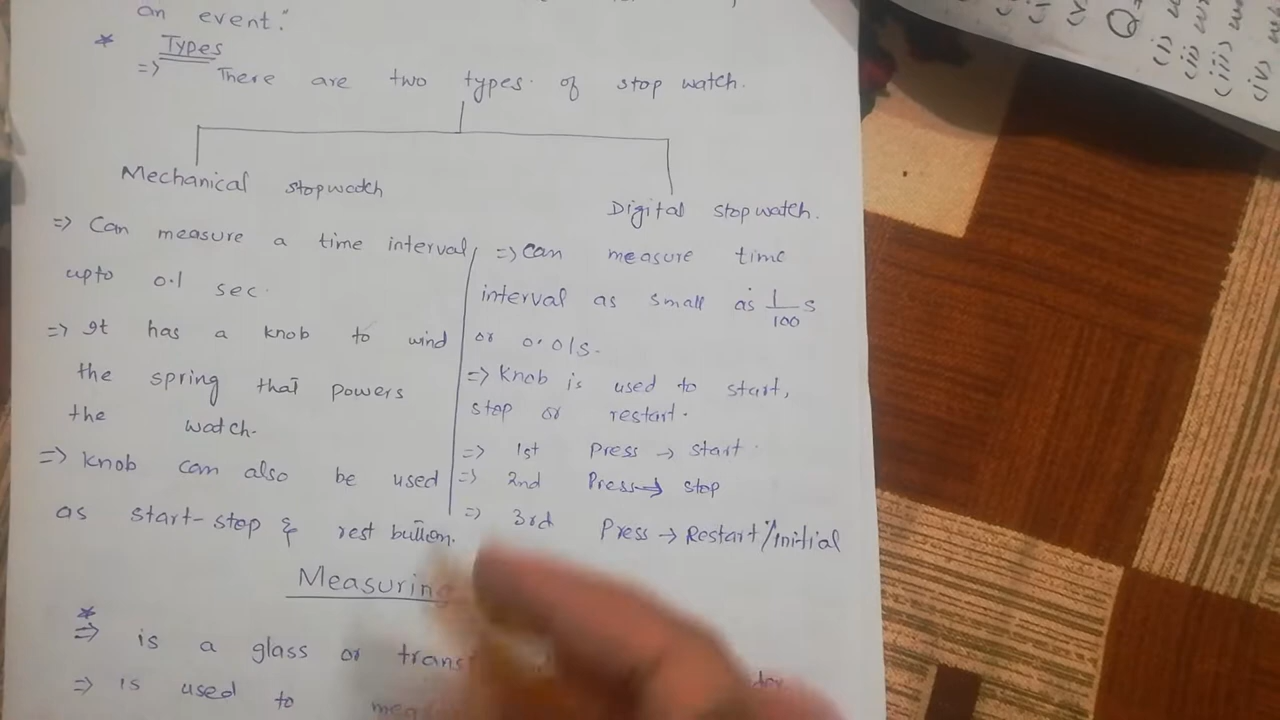 an event."
* Types
=> There are two types of stop watch.
Mechanical stopwatch
=> Can measure a time interval
upto 0.1 sec.
=> It has a knob to wind
the spring that powers
the watch.
=> Knob can also be used
as start-stop & rest button.
Digital stopwatch.
=> Can measure time
interval as small as 1/100 s
or 0.01s.
=> Knob is used to start,
stop or restart.
=> 1st Press → start
=> 2nd Press → stop
=> 3rd Press → Restart/Initial
Measuring
*
=> is a glass or
=> is used to
Q
(i)
(ii)
(iii)
(iv)